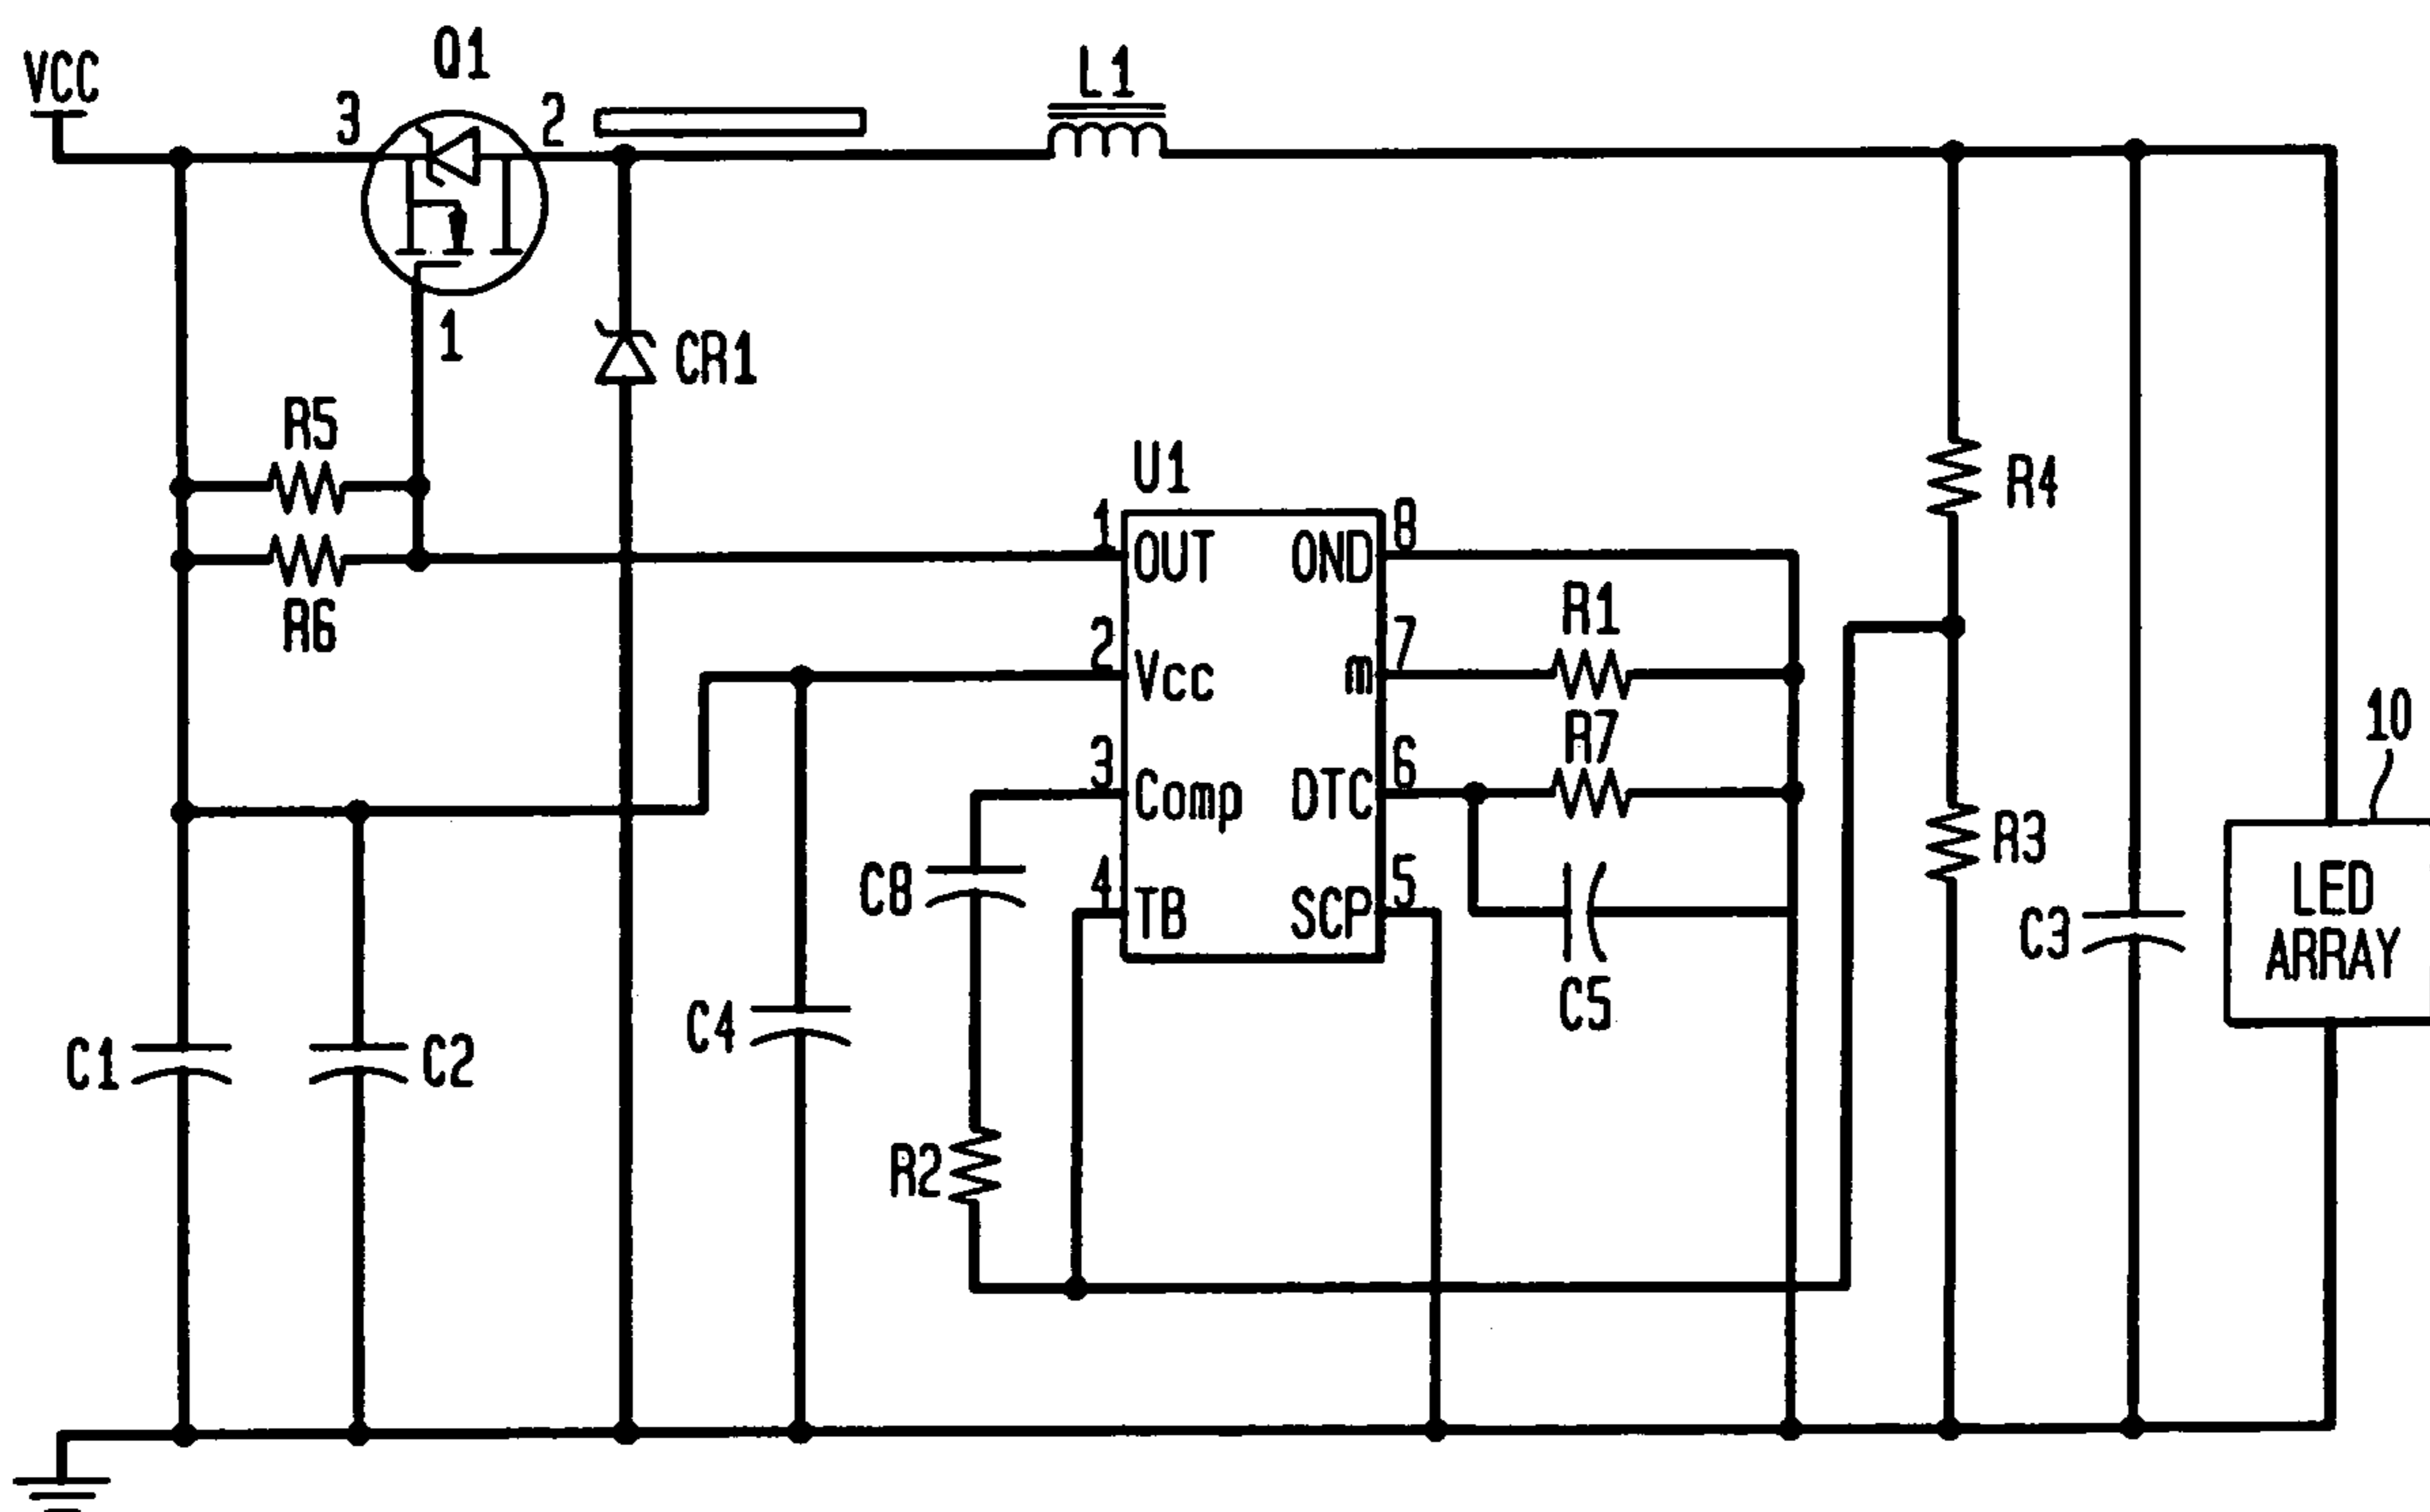 VCC
Q1
3
2
L1
1
CR1
R5
R6
U1
1
OUT
OND
8
2
Vcc
m
7
R1
3
Comp
DTC
6
R7
4
TB
SCP
5
C5
R4
R3
C8
R2
C4
C1
C2
C3
10
LED
ARRAY